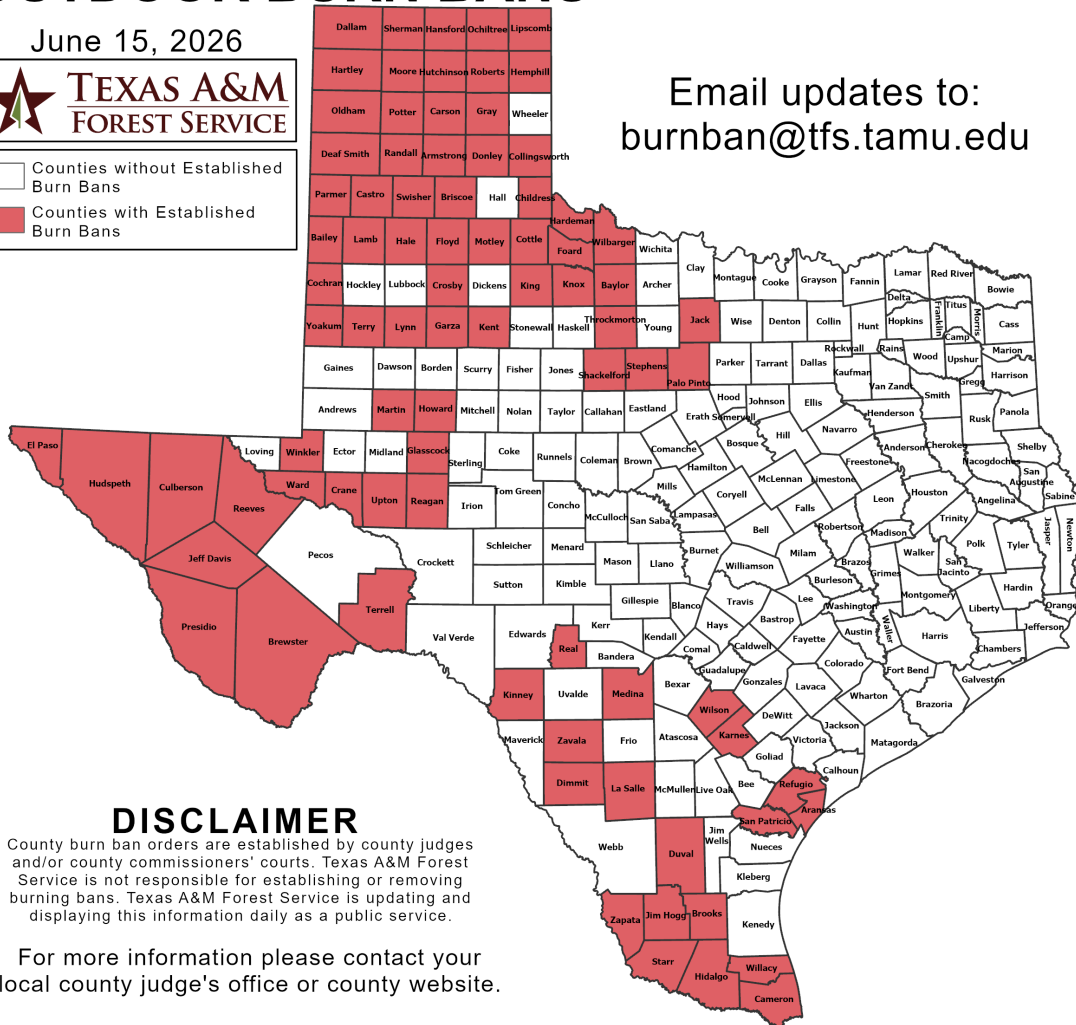 June 15, 2026
TEXAS A&M
FOREST SERVICE
Counties without Established
Burn Bans
Counties with Established
Burn Bans
Email updates to:
burnban@tfs.tamu.edu
Dallam Sherman Hansford Ochiltree Lipscomb
Hartley Moore Hutchinson Roberts Hemphill
Oldham Potter Carson Gray Wheeler
Deaf Smith Randall Armstrong Donley Collingsworth
Parmer Castro Swisher Briscoe Hall Childress
Hardeman
Bailey Lamb Hale Floyd Motley Cottle Foard Wilbarger Wichita
Clay Montague Cooke Grayson Fannin Lamar Red River Bowie
Cochran Hockley Lubbock Crosby Dickens King Knox Baylor Archer
Delta Franklin Titus Morris Cass
Yoakum Terry Lynn Garza Kent Stonewall Haskell Throckmorton Young Jack Wise Denton Collin Hunt Hopkins
Camp
Rockwall Rains Wood Upshur Marion
Gaines Dawson Borden Scurry Fisher Jones Shackelford Stephens Palo Pinto Parker Tarrant Dallas Kaufman Van Zandt Gregg Harrison
Smith
Andrews Martin Howard Mitchell Nolan Taylor Callahan Eastland Erath Hood Somervell Johnson Ellis Henderson Rusk Panola
El Paso Hudspeth Culberson Reeves Loving Winkler Ector Midland Glasscock Sterling Coke Runnels Coleman Brown Comanche Bosque Hill Navarro Anderson Cherokee Shelby
Hamilton Freestone Nacogdoches
San Augustine Sabine
Ward Crane Upton Reagan Irion Tom Green Concho Mills Coryell McLennan Limestone Leon Houston Angelina
McCulloch San Saba Lampasas Bell Falls Robertson Madison Trinity Polk Tyler Jasper Newton
Jeff Davis Pecos Crockett Schleicher Menard Mason Llano Burnet Williamson Milam Brazos Grimes Walker San Jacinto Hardin
Sutton Kimble Burleson Montgomery Liberty Orange
Presidio Brewster Terrell Val Verde Edwards Gillespie Blanco Travis Lee Washington Jefferson
Kerr Kendall Hays Bastrop Austin Waller Harris Chambers
Real Bandera Comal Caldwell Fayette
Guadalupe Colorado Fort Bend Galveston
Kinney Uvalde Medina Bexar Gonzales Lavaca Wharton Brazoria
Wilson DeWitt
Maverick Zavala Frio Atascosa Karnes Victoria Jackson Matagorda
Goliad Calhoun
Dimmit La Salle McMullen Live Oak Bee Refugio
Aransas
San Patricio
Webb Duval Jim Wells Nueces
Kleberg
Zapata Jim Hogg Brooks Kenedy
Starr Hidalgo Willacy
Cameron
DISCLAIMER
County burn ban orders are established by county judges
and/or county commissioners' courts. Texas A&M Forest
Service is not responsible for establishing or removing
burning bans. Texas A&M Forest Service is updating and
displaying this information daily as a public service.
For more information please contact your
local county judge's office or county website.